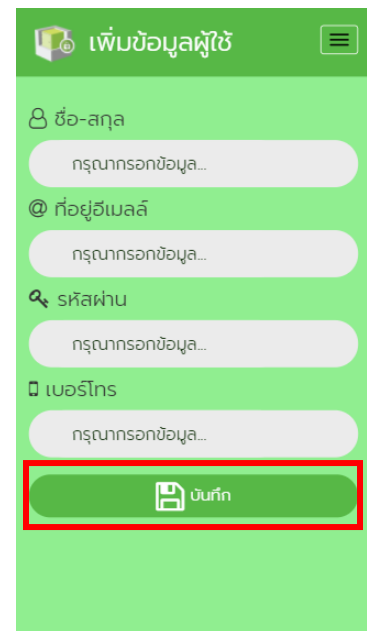 เพิ่มข้อมูลผู้ใช้
ชื่อ-สกุล
กรุณากรอกข้อมูล...
@ ที่อยู่อีเมลล์
กรุณากรอกข้อมูล...
รหัสผ่าน
กรุณากรอกข้อมูล...
เบอร์โทร
กรุณากรอกข้อมูล...
บันทึก